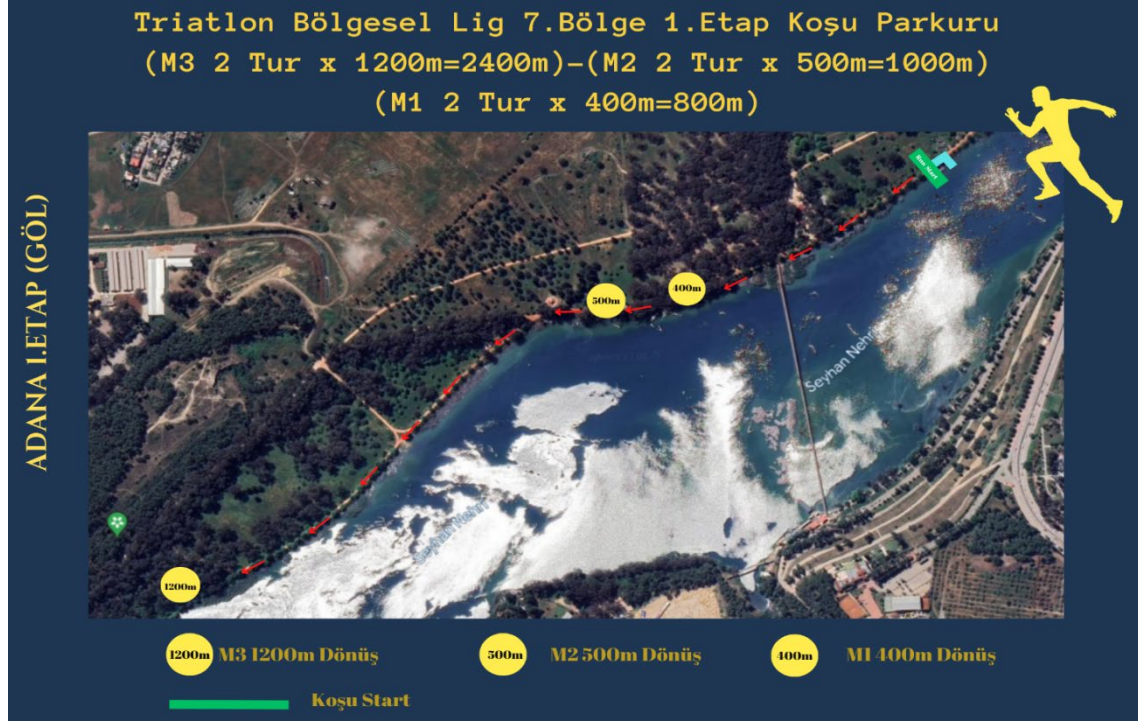 Triatlon Bölgesel Lig 7.Bölge 1.Etap Koşu Parkuru
(M3 2 Tur x 1200m=2400m)-(M2 2 Tur x 500m=1000m)
(M1 2 Tur x 400m=800m)
ADANA 1.ETAP (GÖL)
400m
500m
Seyhan Nehri
Seyhan Nehri
1200m
1200m M3 1200m Dönüş
500m M2 500m Dönüş
400m M1 400m Dönüş
Koşu Start